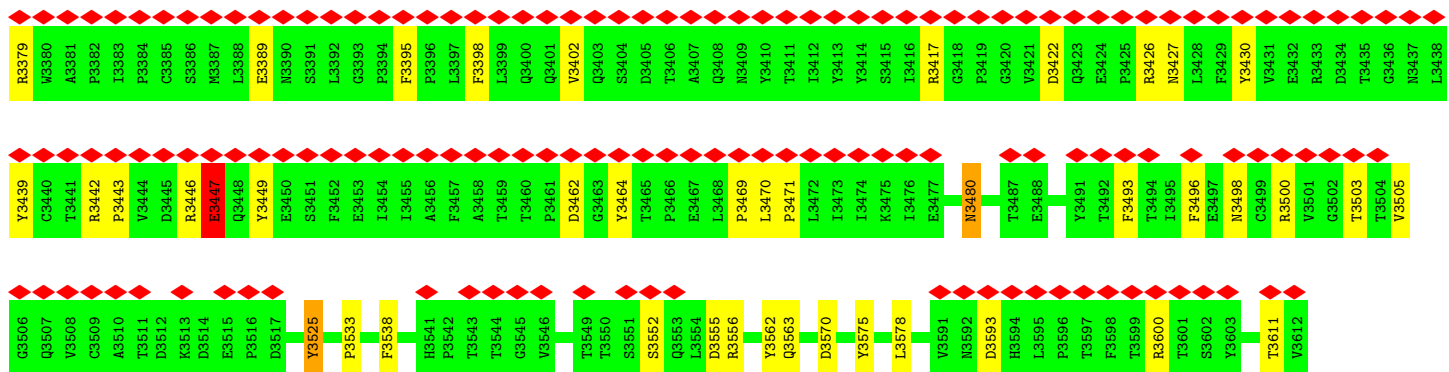 R3379 W3380 A3381 P3382 I3383 P3384 C3385 S3386 M3387 L3388 E3389 N3390 S3391 L3392 G3393 P3394 F3395 P3396 L3397 F3398 L3399 Q3400 Q3401 V3402 Q3403 S3404 D3405 T3406 A3407 Q3408 N3409 Y3410 T3411 I3412 Y3413 Y3414 S3415 I3416 R3417 G3418 P3419 G3420 V3421 D3422 Q3423 E3424 P3425 R3426 N3427 L3428 F3429 Y3430 V3431 E3432 R3433 D3434 T3435 G3436 N3437 L3438
Y3439 C3440 T3441 R3442 P3443 V3444 D3445 R3446 E3447 Q3448 Y3449 E3450 S3451 F3452 E3453 I3454 I3455 A3456 F3457 A3458 T3459 T3460 P3461 D3462 G3463 Y3464 T3465 P3466 E3467 L3468 P3469 L3470 P3471 L3472 I3473 I3474 K3475 I3476 E3477 N3480 T3487 E3488 Y3491 T3492 F3493 T3494 I3495 F3496 E3497 N3498 C3499 R3500 V3501 G3502 T3503 T3504 V3505
G3506 Q3507 V3508 C3509 A3510 T3511 D3512 K3513 D3514 E3515 P3516 D3517 Y3525 P3533 F3538 H3541 P3542 T3543 T3544 G3545 V3546 T3549 T3550 S3551 S3552 Q3553 L3554 D3555 R3556 Y3562 Q3563 D3570 Y3575 L3578 V3591 N3592 D3593 H3594 L3595 P3596 T3597 F3598 T3599 R3600 T3601 S3602 Y3603 T3611 V3612